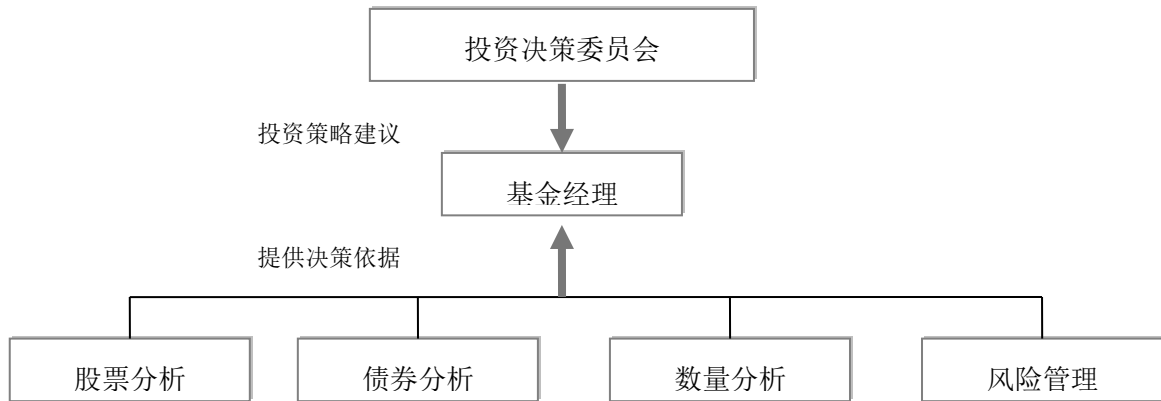 投资决策委员会
投资策略建议
基金经理
提供决策依据
股票分析
债券分析
数量分析
风险管理